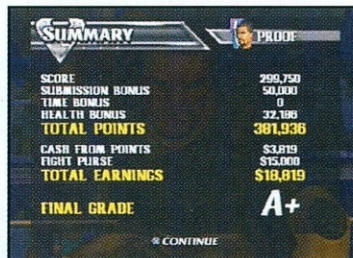 SUMMARY
PROOF
SCORE 299,750
SUBMISSION BONUS 50,000
TIME BONUS 0
HEALTH BONUS 32,186
TOTAL POINTS 381,936
CASH FROM POINTS $3,819
FIGHT PURSE $15,000
TOTAL EARNINGS $18,819
FINAL GRADE A+
CONTINUE